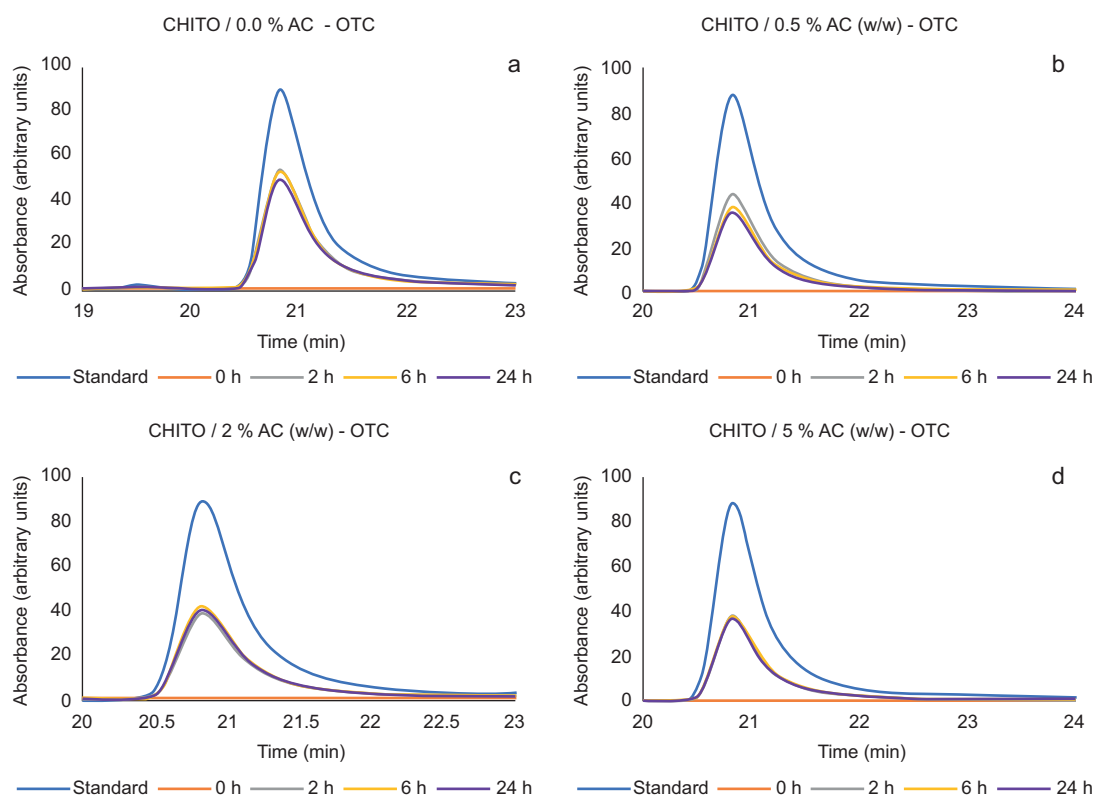 CHITO / 0.0 % AC - OTC
a
Absorbance (arbitrary units)
100
80
60
40
20
0
19
20
21
22
23
Time (min)
Standard 0 h 2 h 6 h 24 h
CHITO / 0.5 % AC (w/w) - OTC
b
Absorbance (arbitrary units)
100
80
60
40
20
0
20
21
22
23
24
Time (min)
Standard 0 h 2 h 6 h 24 h
CHITO / 2 % AC (w/w) - OTC
c
Absorbance (arbitrary units)
100
80
60
40
20
0
20
20.5
21
21.5
22
22.5
23
Time (min)
Standard 0 h 2 h 6 h 24 h
CHITO / 5 % AC (w/w) - OTC
d
Absorbance (arbitrary units)
100
80
60
40
20
0
20
21
22
23
24
Time (min)
Standard 0 h 2 h 6 h 24 h